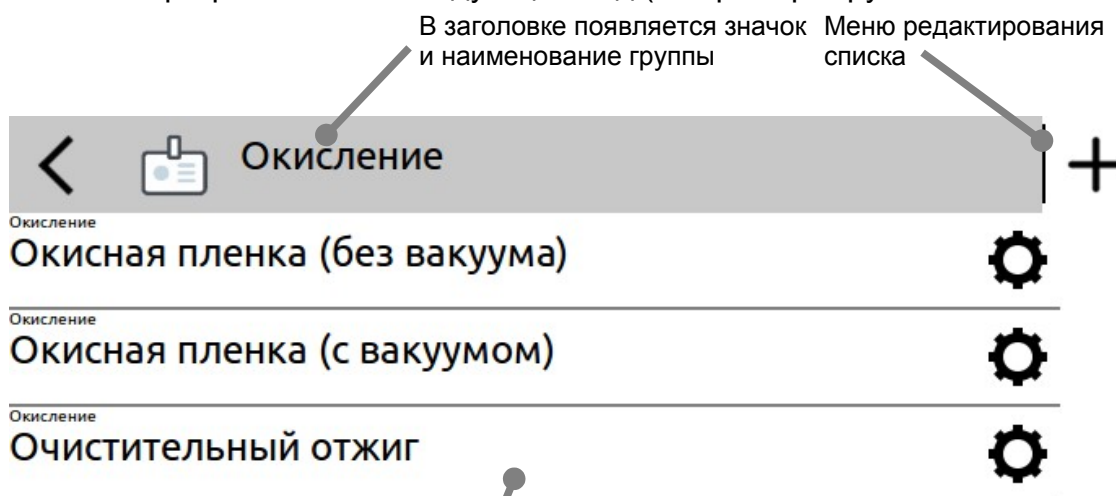 В заголовке появляется значок
и наименование группы
Меню редактирования
списка
Окисление
Окисление
Окисная пленка (без вакуума)
Окисление
Окисная пленка (с вакуумом)
Окисление
Очистительный отжиг